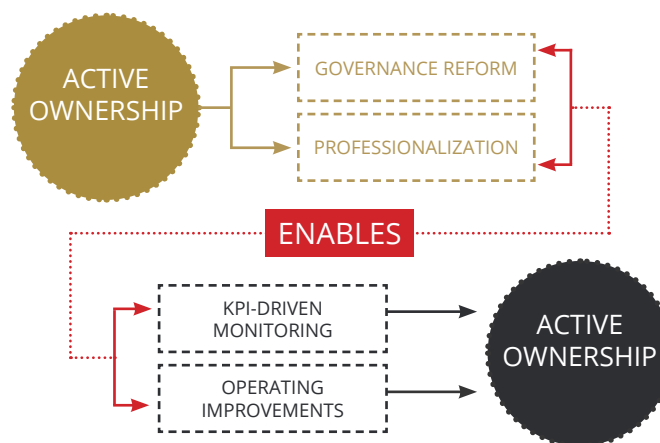 ACTIVE
OWNERSHIP
GOVERNANCE REFORM
PROFESSIONALIZATION
ENABLES
KPI-DRIVEN
MONITORING
OPERATING
IMPROVEMENTS
ACTIVE
OWNERSHIP